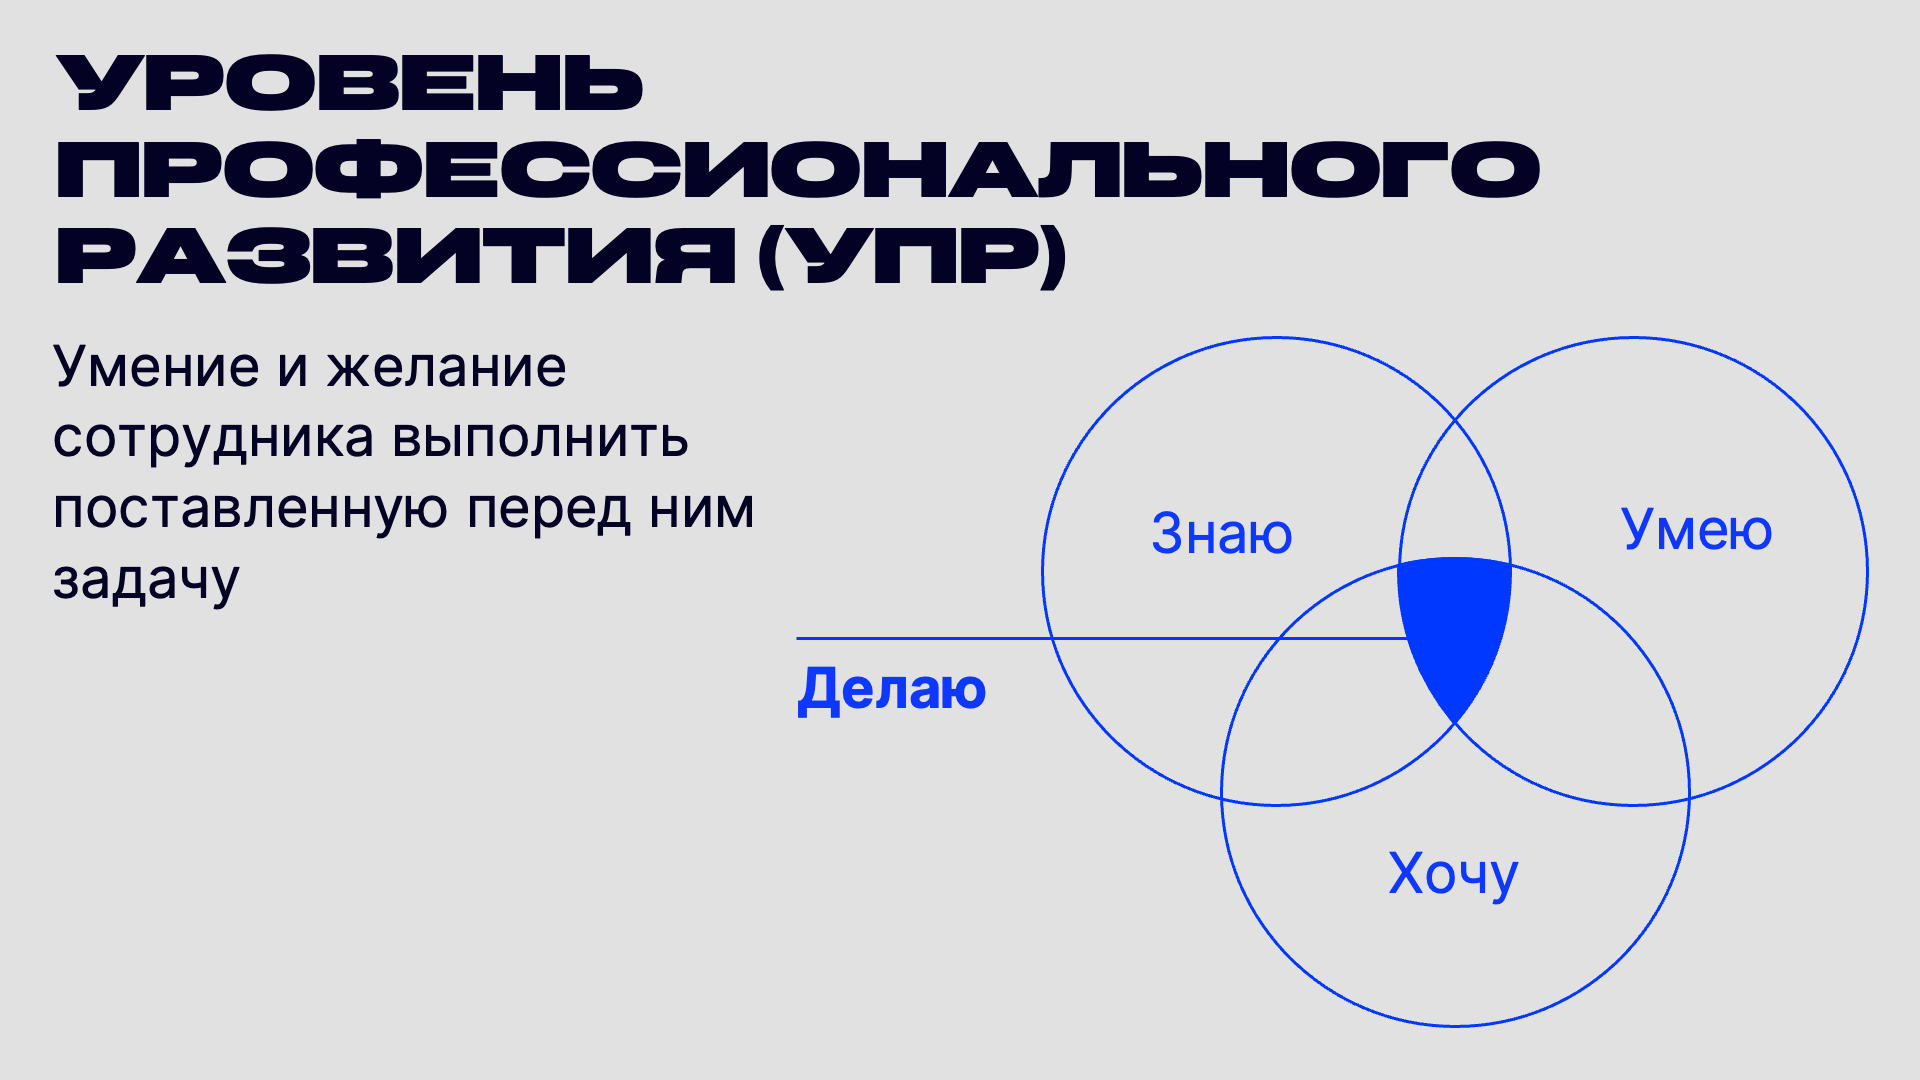 УРОВЕНЬ
ПРОФЕССИОНАЛЬНОГО
РАЗВИТИЯ (УПР)
Умение и желание
сотрудника выполнить
поставленную перед ним
задачу
Знаю
Умею
Делаю
Хочу